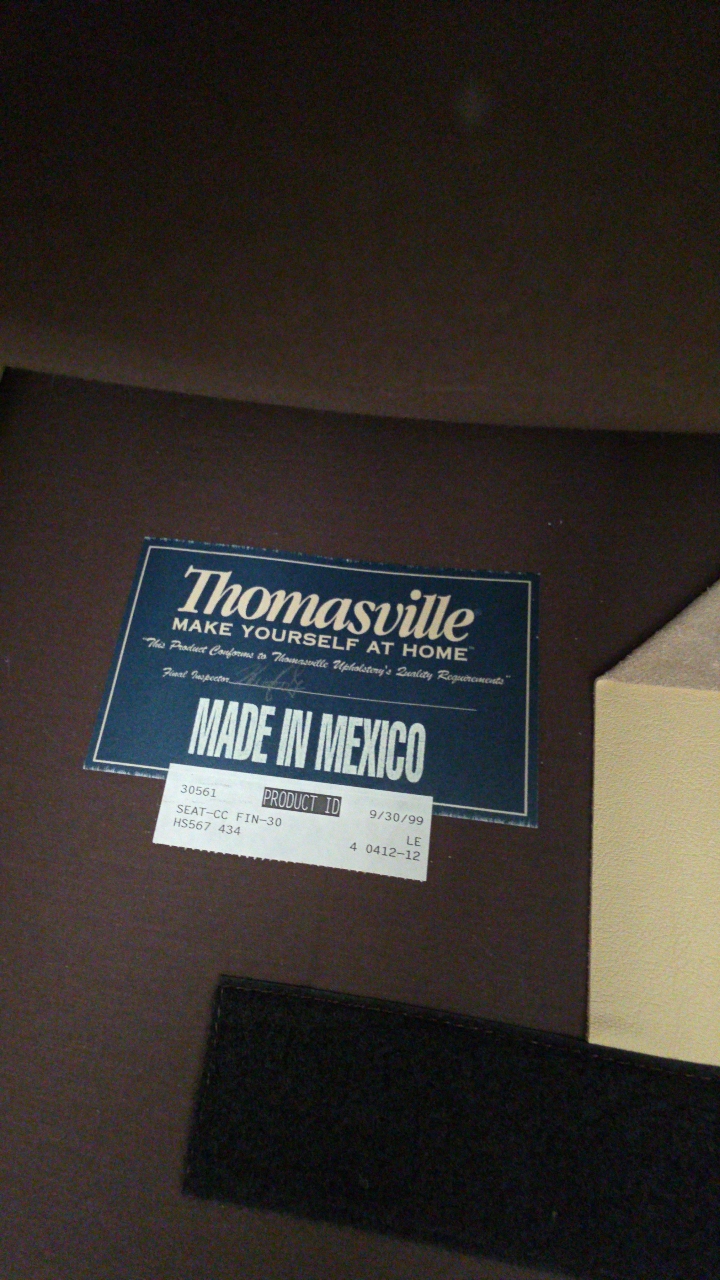 Thomasville
MAKE YOURSELF AT HOME™
"This Product Conforms to Thomasville Upholstery's Quality Requirements"
Final Inspector
MADE IN MEXICO
30561 PRODUCT ID 9/30/99
SEAT-CC FIN-30 LE
HS567 434 4 0412-12